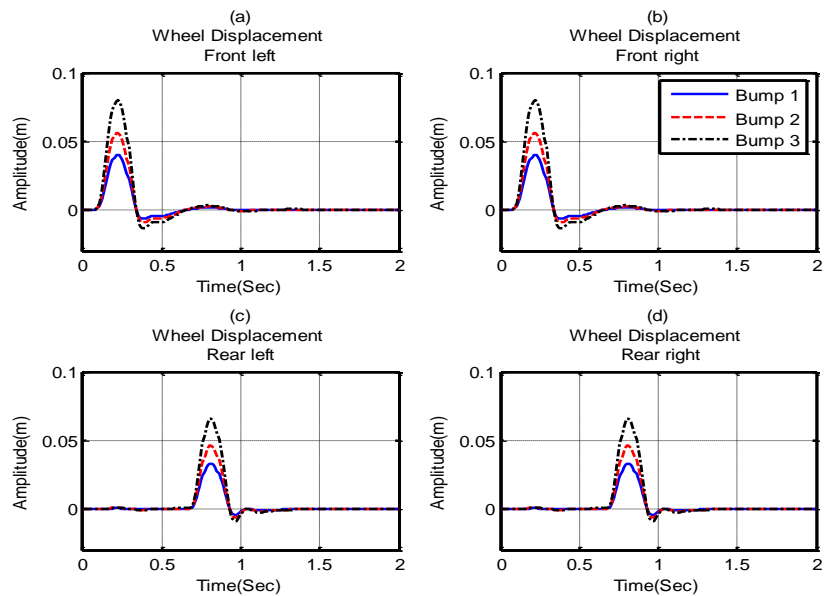 (a)
Wheel Displacement
Front left
0.1
0.05
0
Amplitude(m)
0 0.5 1 1.5 2
Time(Sec)
(b)
Wheel Displacement
Front right
0.1
0.05
0
Amplitude(m)
Bump 1
Bump 2
Bump 3
0 0.5 1 1.5 2
Time(Sec)
(c)
Wheel Displacement
Rear left
0.1
0.05
0
Amplitude(m)
0 0.5 1 1.5 2
Time(Sec)
(d)
Wheel Displacement
Rear right
0.1
0.05
0
Amplitude(m)
0 0.5 1 1.5 2
Time(Sec)